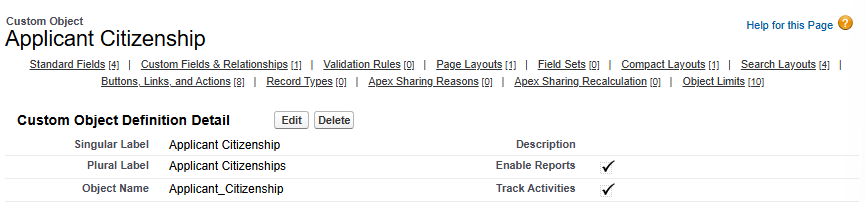 Custom Object
Applicant Citizenship
Help for this Page ?
Standard Fields [4] | Custom Fields & Relationships [1] | Validation Rules [0] | Page Layouts [1] | Field Sets [0] | Compact Layouts [1] | Search Layouts [4] |
Buttons, Links, and Actions [8] | Record Types [0] | Apex Sharing Reasons [0] | Apex Sharing Recalculation [0] | Object Limits [10]
Custom Object Definition Detail Edit Delete
Singular Label Applicant Citizenship Description
Plural Label Applicant Citizenships Enable Reports ✓
Object Name Applicant_Citizenship Track Activities ✓